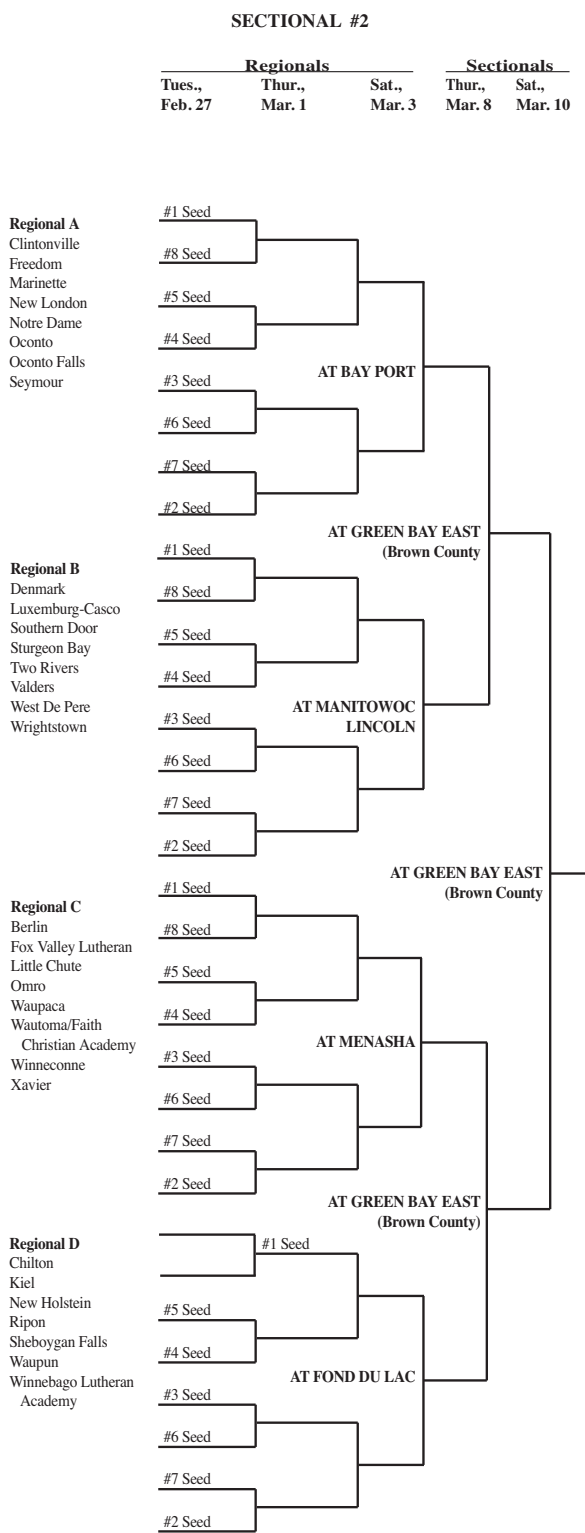 SECTIONAL #2
Regionals
Sectionals
Tues.,
Feb. 27
Thur.,
Mar. 1
Sat.,
Mar. 3
Thur.,
Mar. 8
Sat.,
Mar. 10
Regional A
Clintonville
Freedom
Marinette
New London
Notre Dame
Oconto
Oconto Falls
Seymour
#1 Seed
#8 Seed
#5 Seed
#4 Seed
#3 Seed
#6 Seed
#7 Seed
#2 Seed
AT BAY PORT
AT GREEN BAY EAST
(Brown County
Regional B
Denmark
Luxemburg-Casco
Southern Door
Sturgeon Bay
Two Rivers
Valders
West De Pere
Wrightstown
#1 Seed
#8 Seed
#5 Seed
#4 Seed
#3 Seed
#6 Seed
#7 Seed
#2 Seed
AT MANITOWOC
LINCOLN
AT GREEN BAY EAST
(Brown County
Regional C
Berlin
Fox Valley Lutheran
Little Chute
Omro
Waupaca
Wautoma/Faith
Christian Academy
Winneconne
Xavier
#1 Seed
#8 Seed
#5 Seed
#4 Seed
#3 Seed
#6 Seed
#7 Seed
#2 Seed
AT MENASHA
AT GREEN BAY EAST
(Brown County)
Regional D
Chilton
Kiel
New Holstein
Ripon
Sheboygan Falls
Waupun
Winnebago Lutheran
Academy
#1 Seed
#5 Seed
#4 Seed
#3 Seed
#6 Seed
#7 Seed
#2 Seed
AT FOND DU LAC